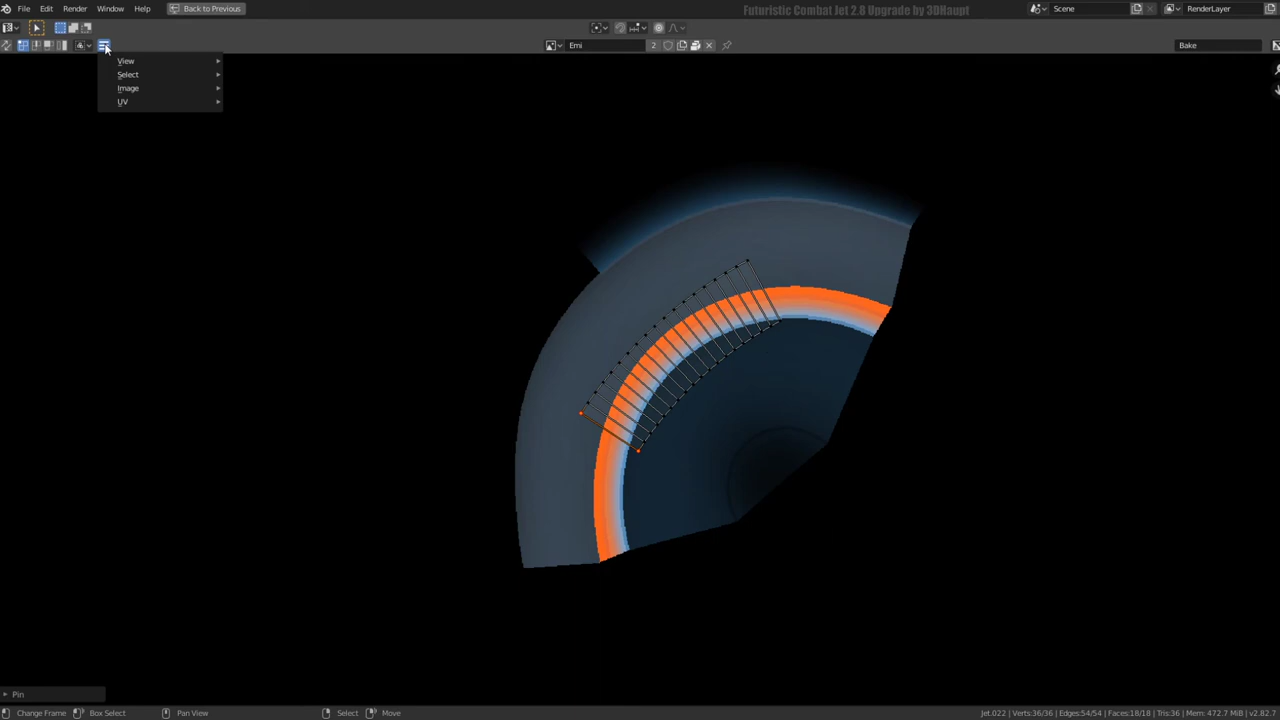 File Edit Render Window Help Back to Previous Futuristic Combat Jet 2.8 Upgrade by 3DHaupt Scene RenderLayer
Emi 2 Bake
View
Select
Image
UV
Pin
Change Frame Box Select Pan View Select Move Jet.022 | Verts:36/36 | Edges:54/54 | Faces:18/18 | Tris:36 | Mem: 472.7 MiB | v2.82.7